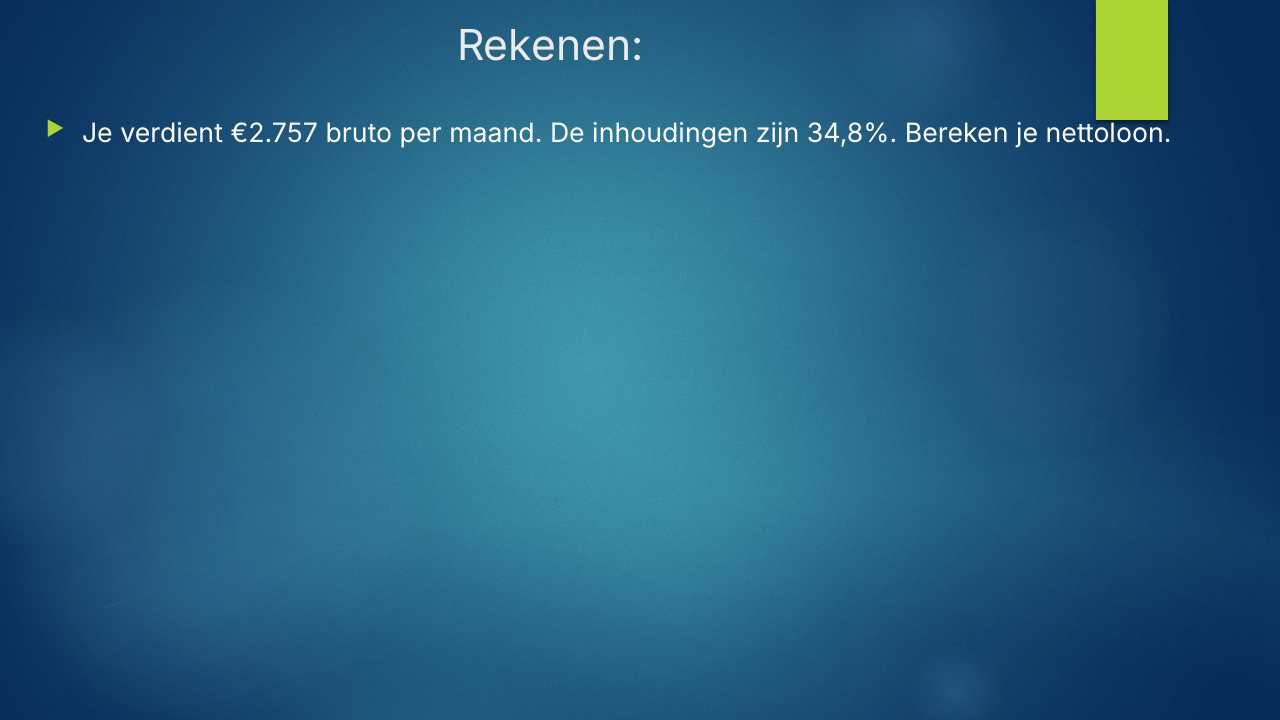 Rekenen:
Je verdient €2.757 bruto per maand. De inhoudingen zijn 34,8%. Bereken je nettoloon.